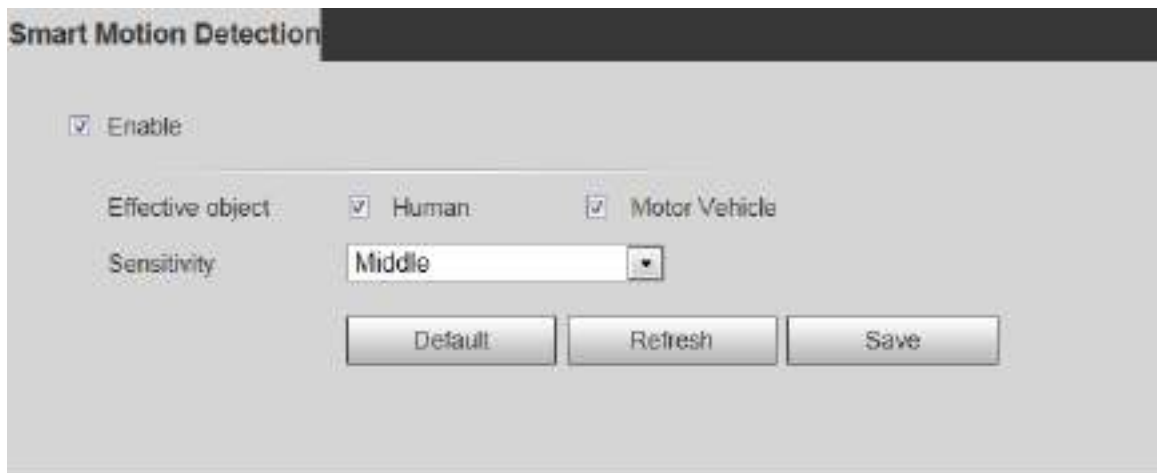 Smart Motion Detection
Enable
Effective object Human Motor Vehicle
Sensitivity Middle
Default Refresh Save